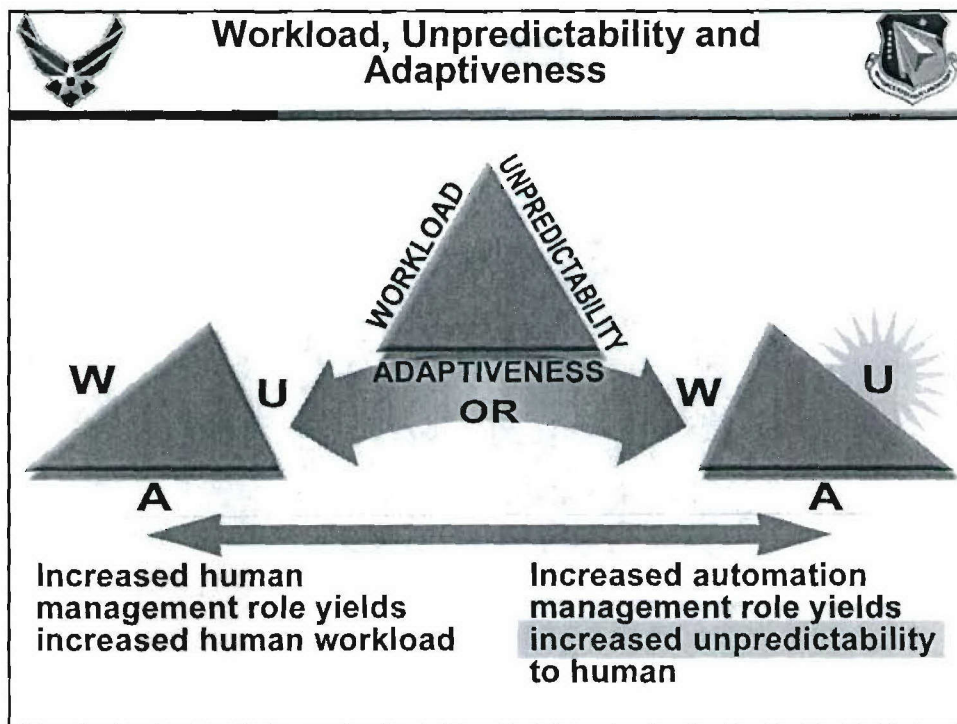 Workload, Unpredictability and
Adaptiveness
WORKLOAD
UNPREDICTABILITY
ADAPTIVENESS
OR
W
U
A
W
U
A
Increased human
management role yields
increased human workload
Increased automation
management role yields
increased unpredictability
to human